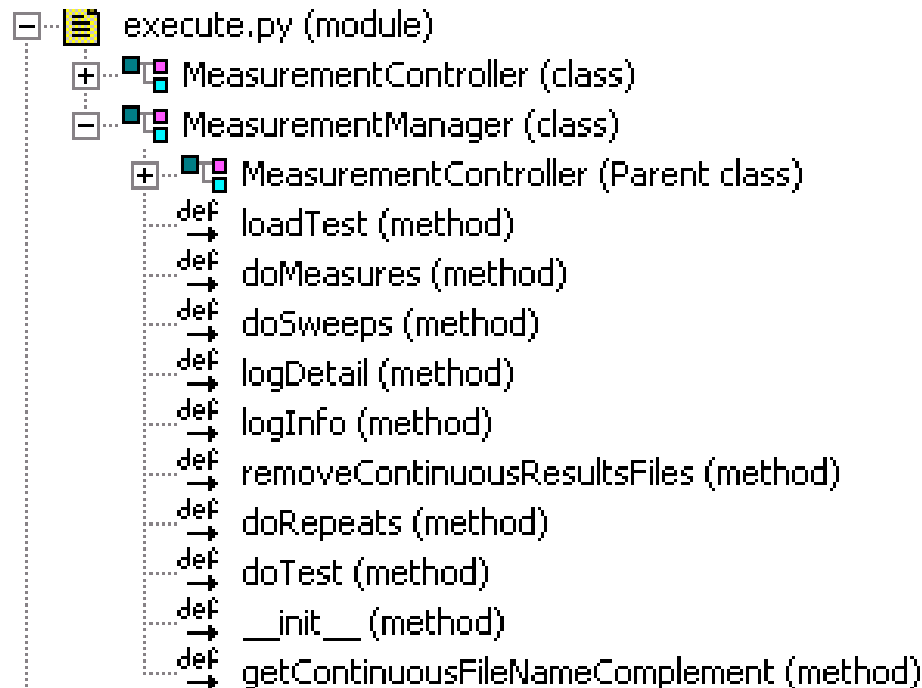 execute.py (module)
MeasurementController (class)
MeasurementManager (class)
MeasurementController (Parent class)
def loadTest (method)
def doMeasures (method)
def doSweeps (method)
def logDetail (method)
def logInfo (method)
def removeContinuousResultsFiles (method)
def doRepeats (method)
def doTest (method)
def __init__ (method)
def getContinuousFileNameComplement (method)